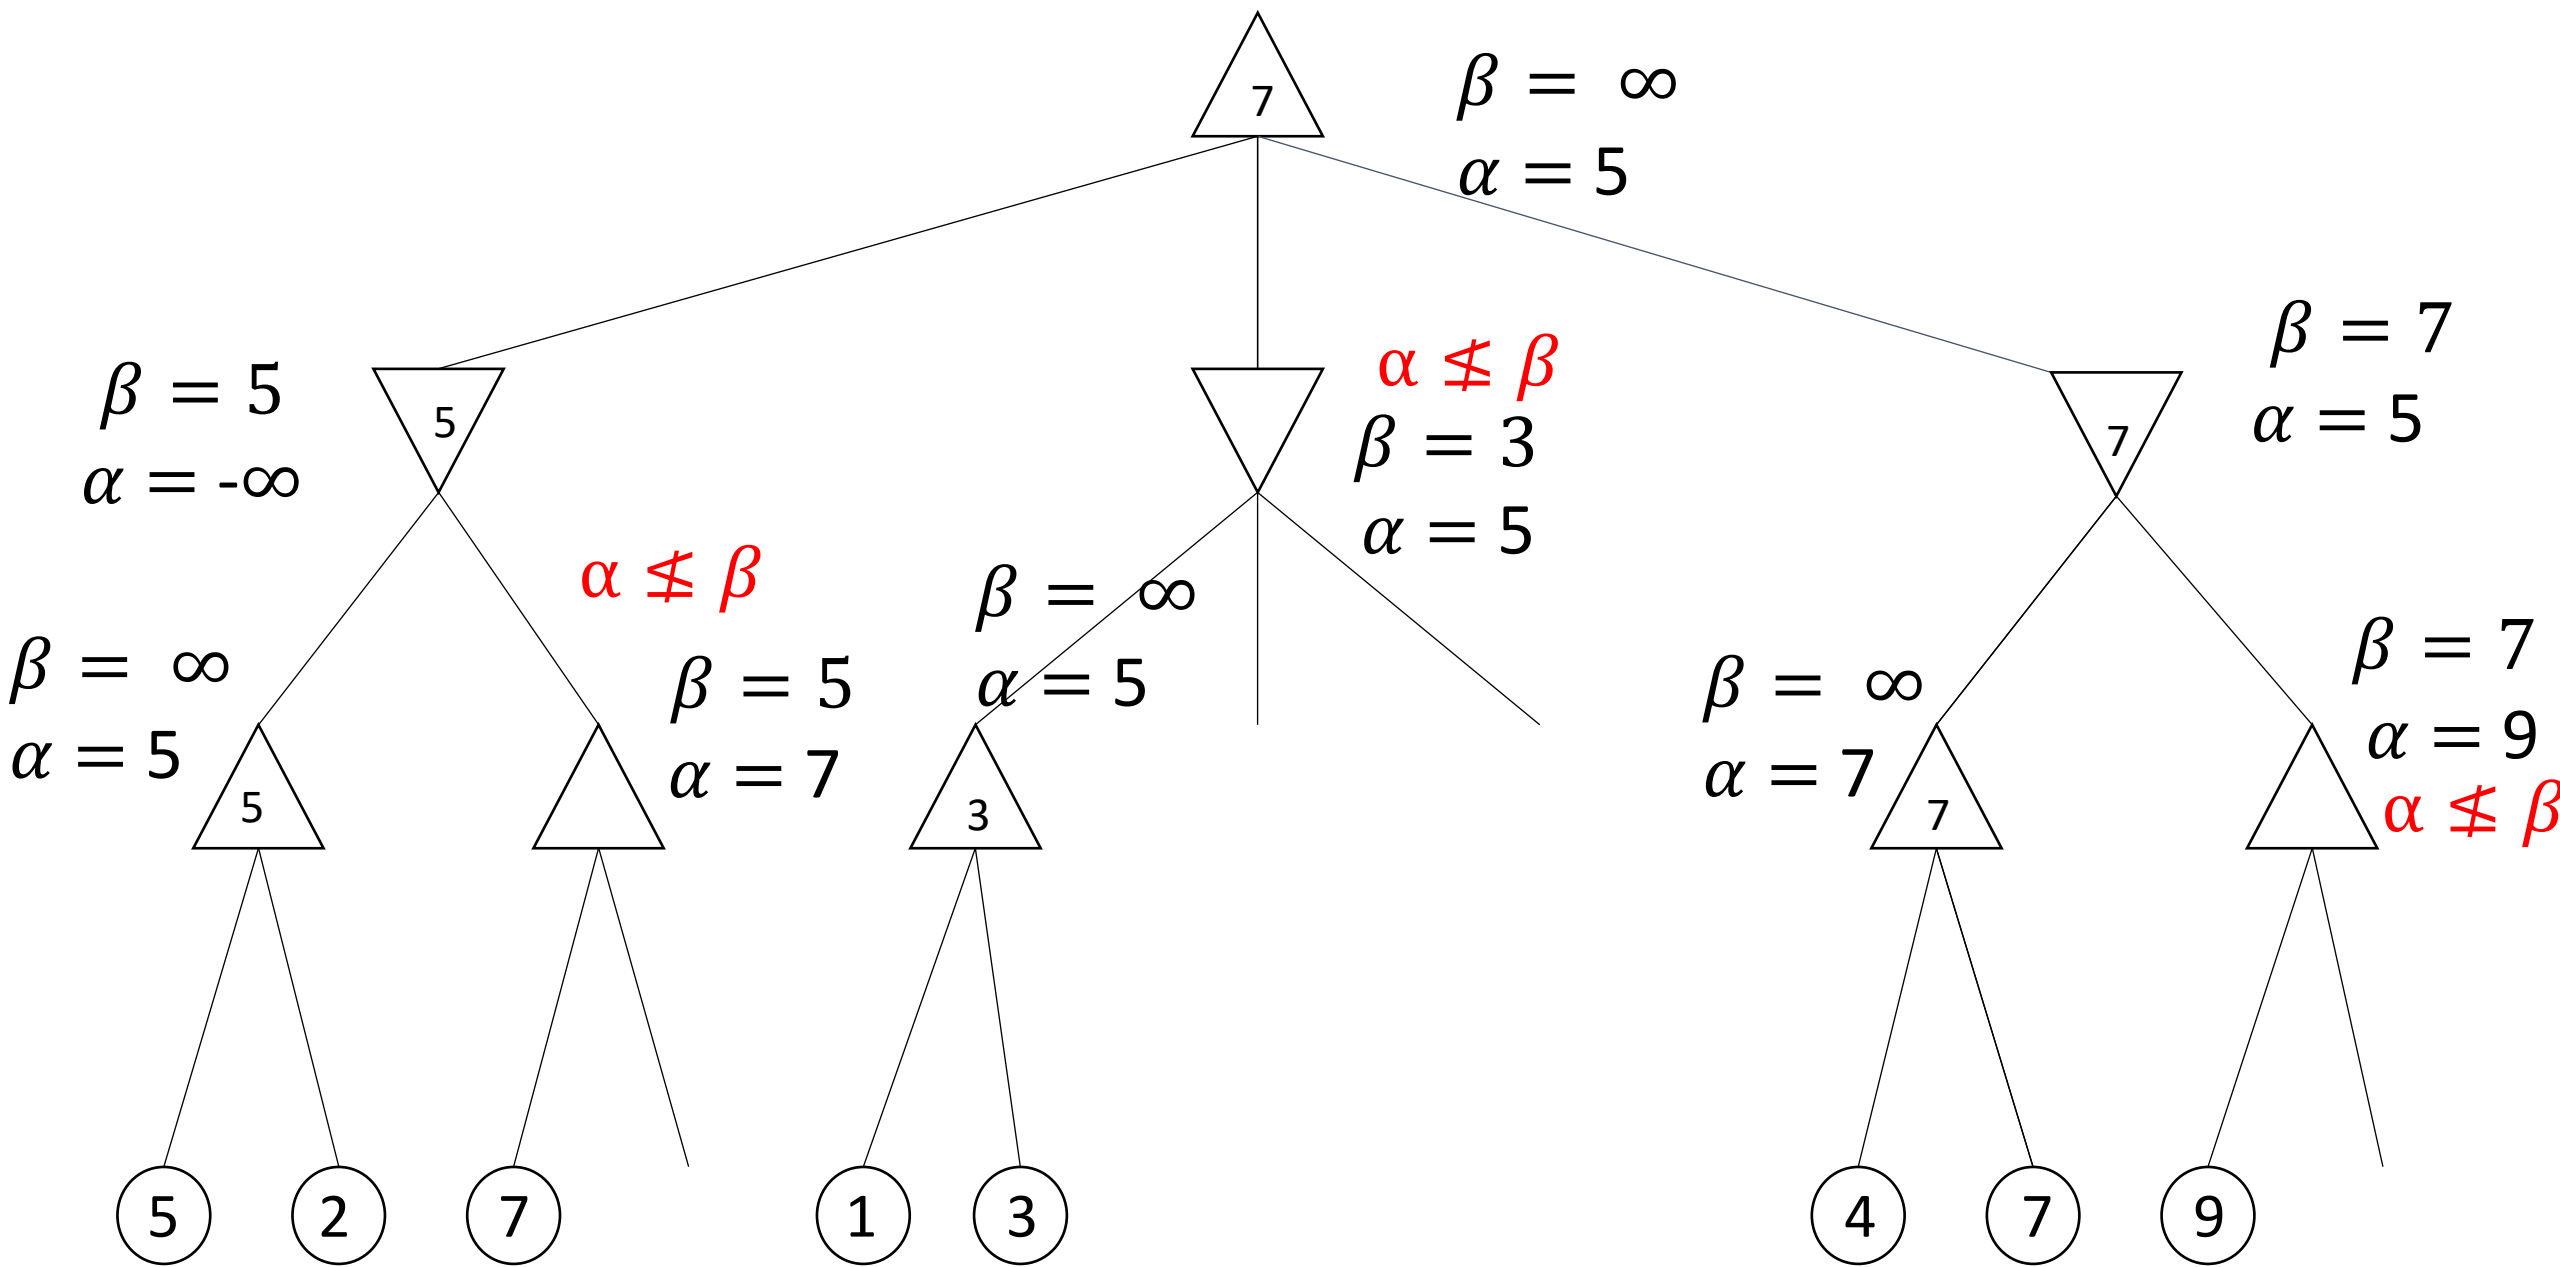 7
β = ∞
α = 5
β = 5
α = -∞
5
α ≰ β
β = 3
α = 5
β = 7
α = 5
7
β = ∞
α = 5
5
α ≰ β
β = 5
α = 7
β = ∞
α = 5
3
β = ∞
α = 7
7
β = 7
α = 9
α ≰ β
5 2 7 1 3 4 7 9